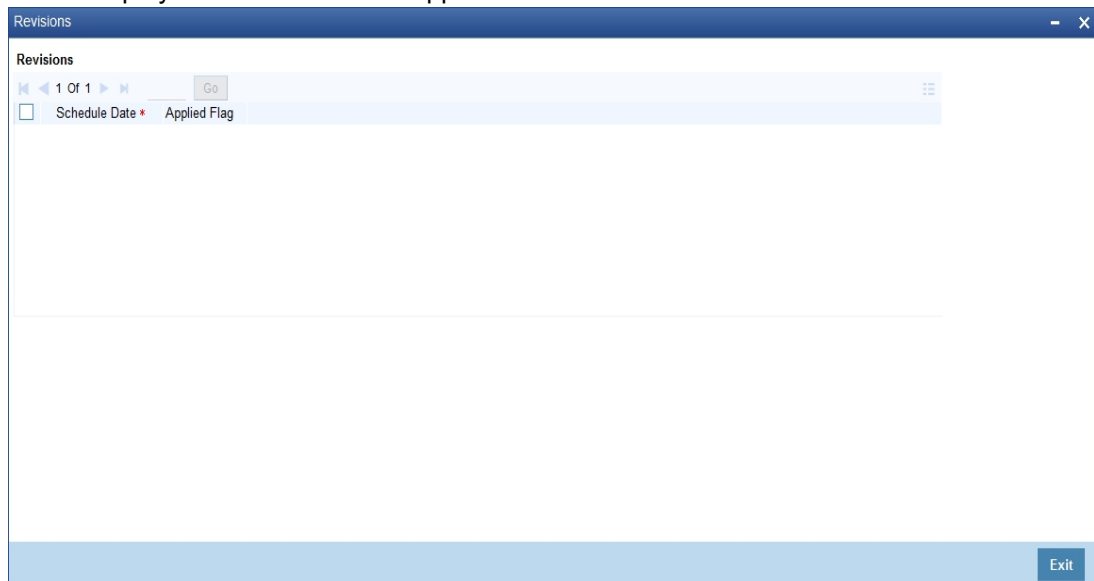 Revisions
Revisions
1 Of 1 Go
Schedule Date * Applied Flag
Exit